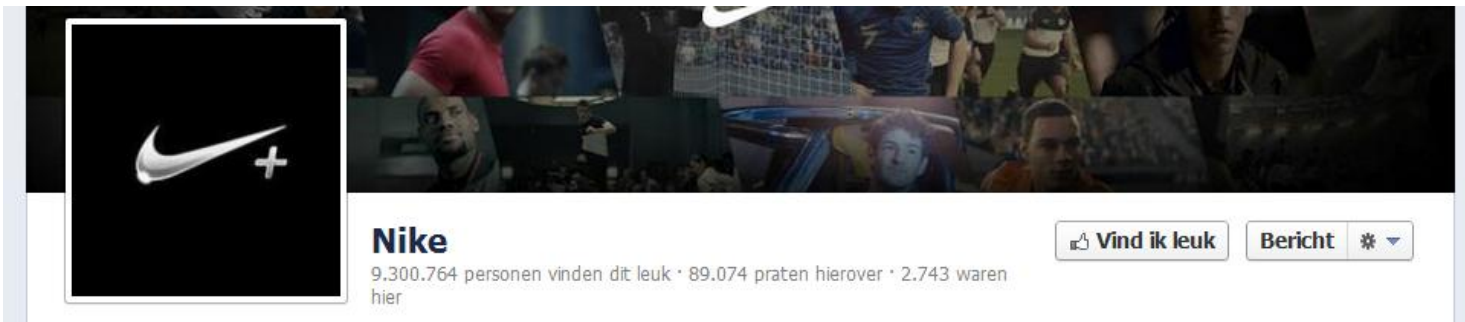 Nike
Vind ik leuk
Bericht
9.300.764 personen vinden dit leuk · 89.074 praten hierover · 2.743 waren
hier